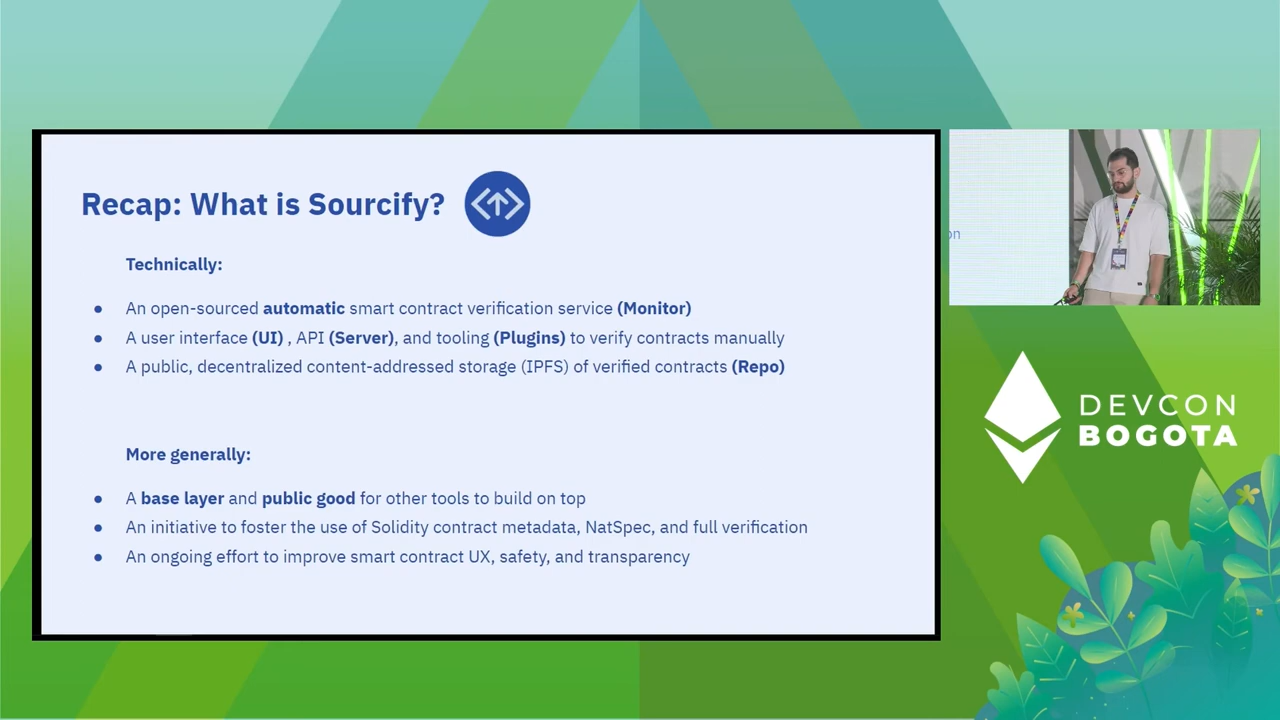 Recap: What is Sourcify?
Technically:
● An open-sourced automatic smart contract verification service (Monitor)
● A user interface (UI) , API (Server), and tooling (Plugins) to verify contracts manually
● A public, decentralized content-addressed storage (IPFS) of verified contracts (Repo)
More generally:
● A base layer and public good for other tools to build on top
● An initiative to foster the use of Solidity contract metadata, NatSpec, and full verification
● An ongoing effort to improve smart contract UX, safety, and transparency
on
DEVCON
BOGOTA